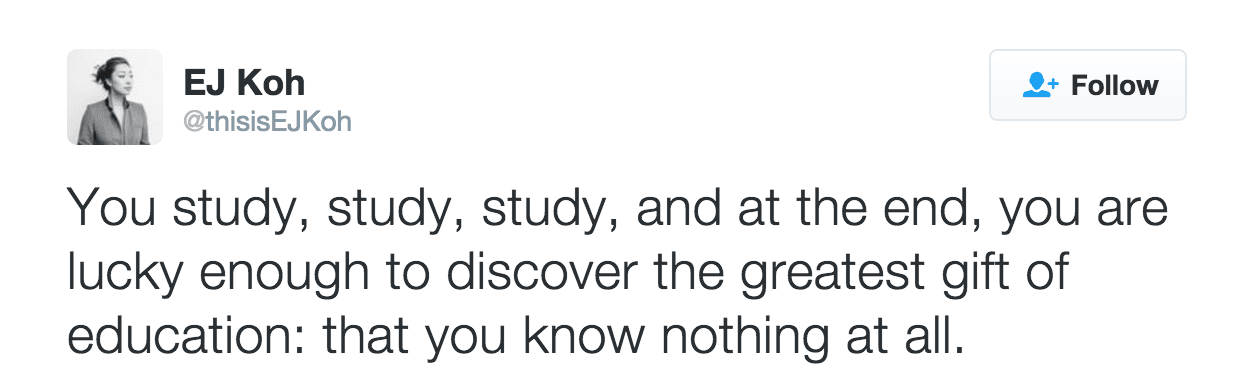 EJ Koh
@thisisEJKoh
Follow
You study, study, study, and at the end, you are
lucky enough to discover the greatest gift of
education: that you know nothing at all.